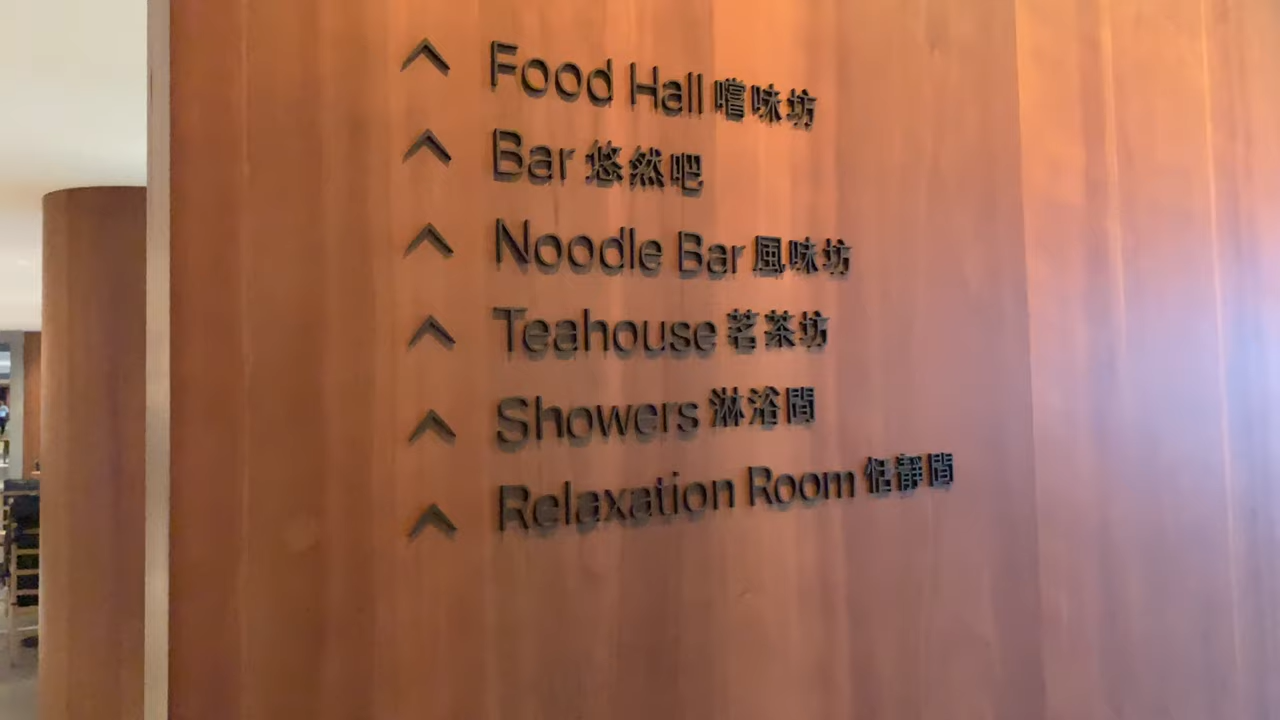 Food Hall 嚐味坊
Bar 悠然吧
Noodle Bar 風味坊
Teahouse 茗茶坊
Showers 淋浴間
Relaxation Room 恬靜間